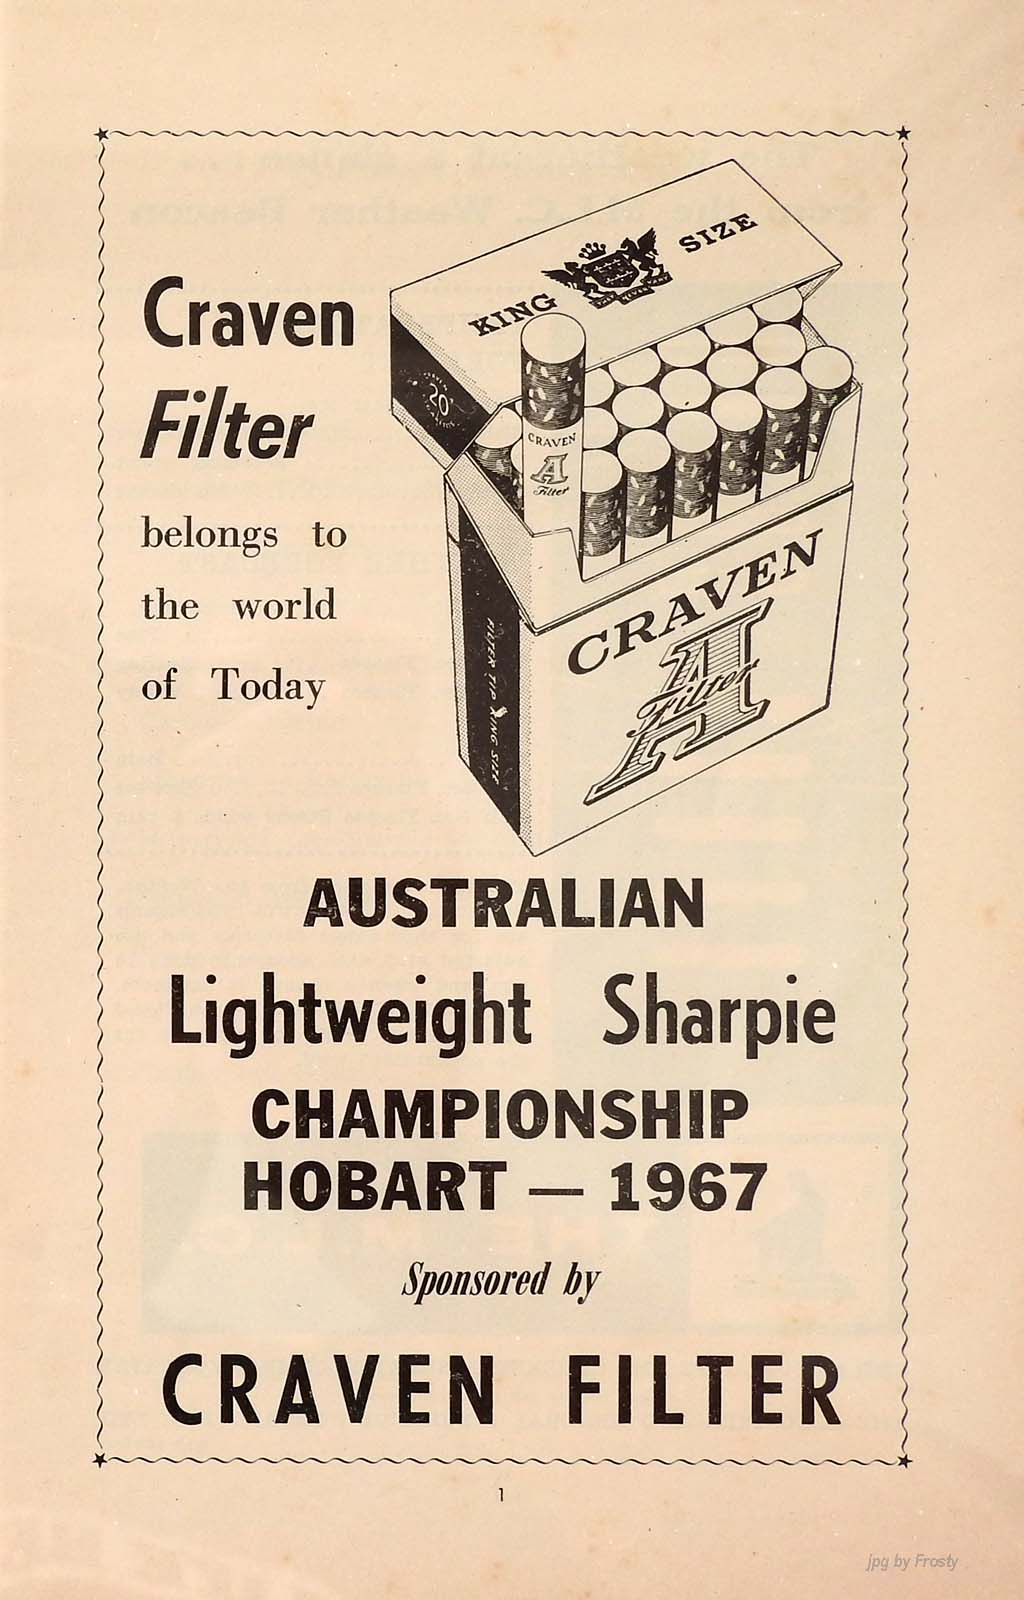 KING SIZE
20
CRAVEN
A
Filter
CRAVEN
A
Filter
FILTER TIP KING SIZE
Craven
Filter
belongs to
the world
of Today
AUSTRALIAN
Lightweight Sharpie
CHAMPIONSHIP
HOBART — 1967
Sponsored by
CRAVEN FILTER
1
jpg by Frosty